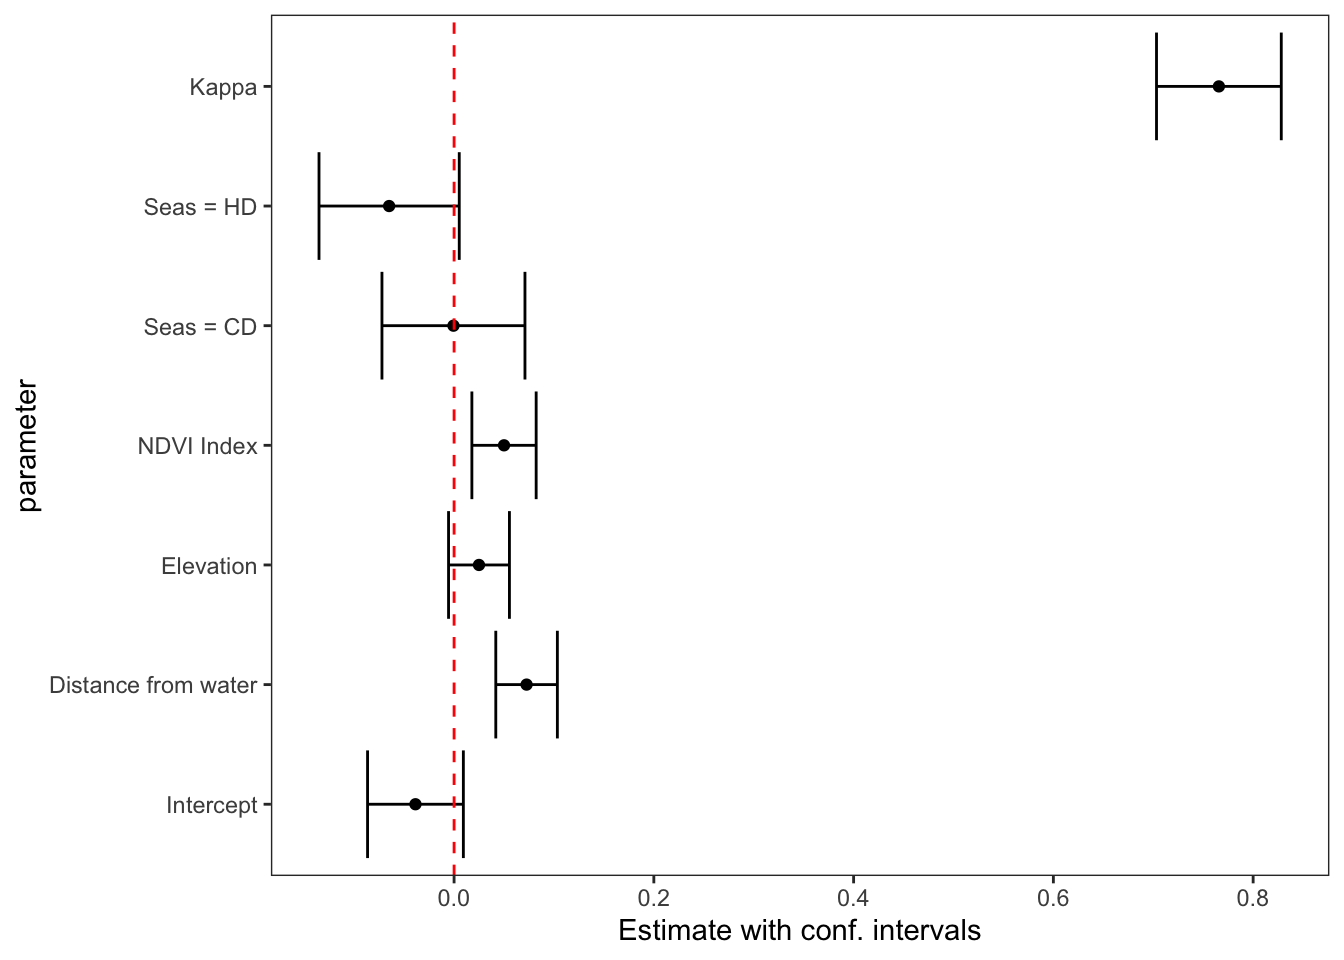 Kappa
Seas = HD
Seas = CD
NDVI Index
Elevation
Distance from water
Intercept
parameter
0.0 0.2 0.4 0.6 0.8
Estimate with conf. intervals